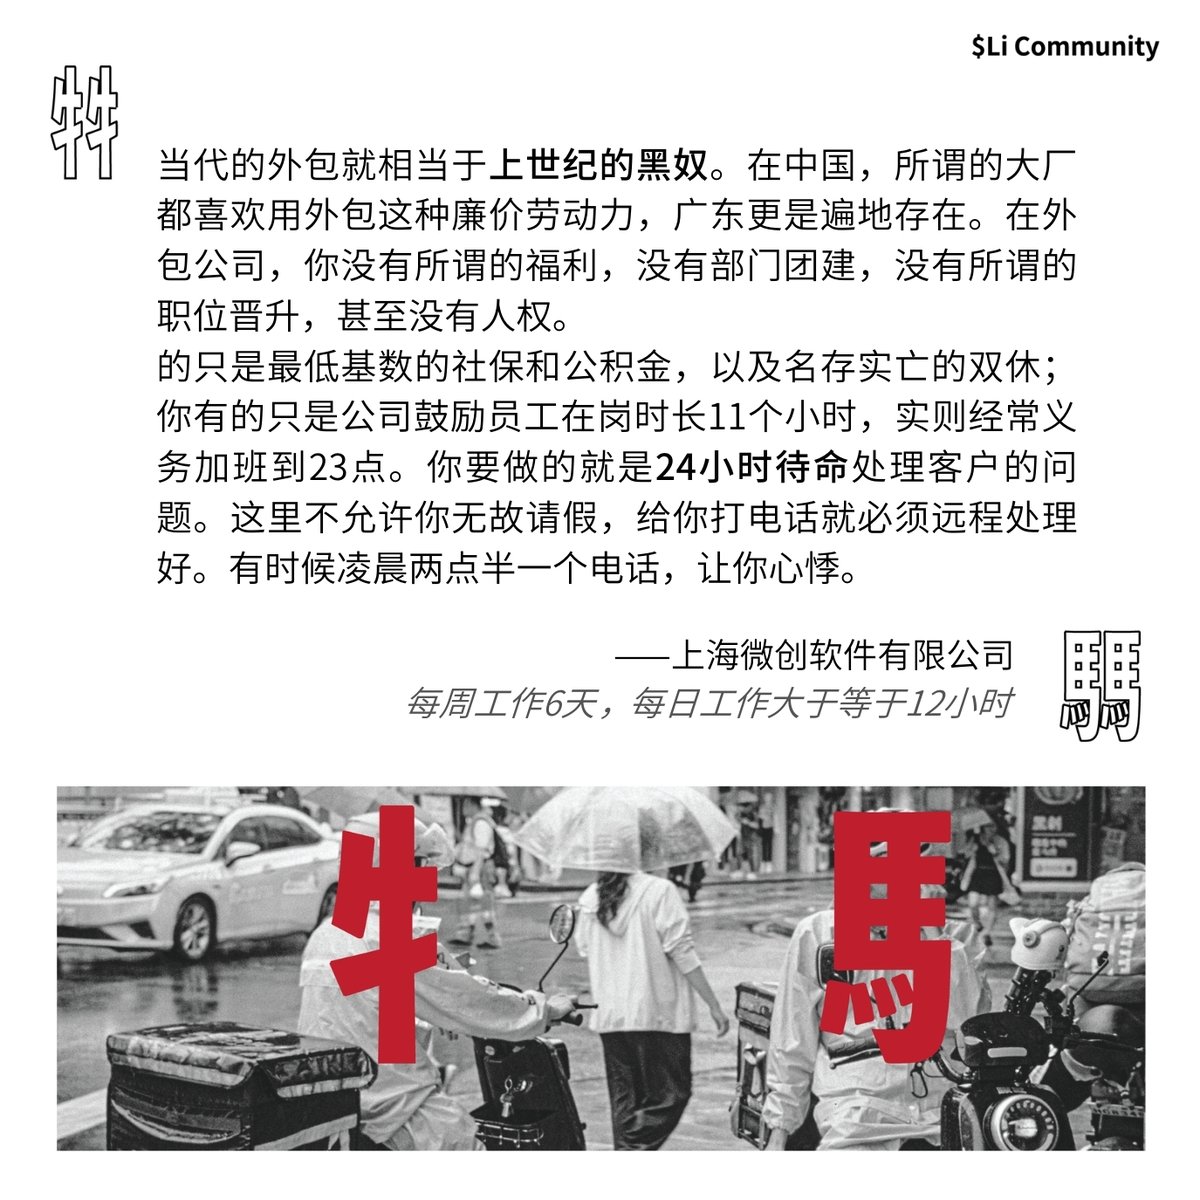 $Li Community
牜牜
当代的外包就相当于上世纪的黑奴。在中国，所谓的大厂
都喜欢用外包这种廉价劳动力，广东更是遍地存在。在外
包公司，你没有所谓的福利，没有部门团建，没有所谓的
职位晋升，甚至没有人权。
的只是最低基数的社保和公积金，以及名存实亡的双休；
你有的只是公司鼓励员工在岗时长11个小时，实则经常义
务加班到23点。你要做的就是24小时待命处理客户的问
题。这里不允许你无故请假，给你打电话就必须远程处理
好。有时候凌晨两点半一个电话，让你心悸。
——上海微创软件有限公司
每周工作6天，每日工作大于等于12小时
馬馬
牜 馬